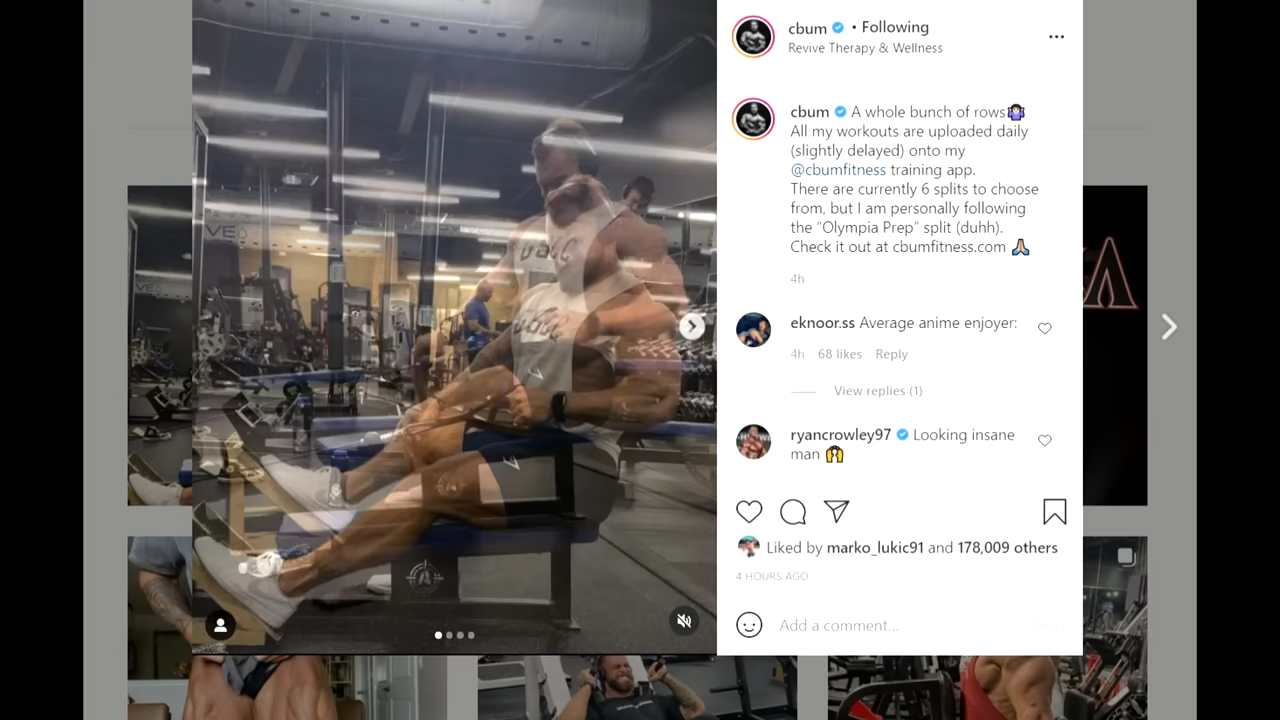 cbum • Following
Revive Therapy & Wellness
cbum A whole bunch of rows🤷🏻‍♀️
All my workouts are uploaded daily
(slightly delayed) onto my
@cbumfitness training app.
There are currently 6 splits to choose
from, but I am personally following
the "Olympia Prep" split (duhh).
Check it out at cbumfitness.com 🙏🏼
4h
eknoor.ss Average anime enjoyer:
4h 68 likes Reply
View replies (1)
ryancrowley97 Looking insane
man 🙌
Liked by marko_lukic91 and 178,009 others
4 HOURS AGO
Add a comment...